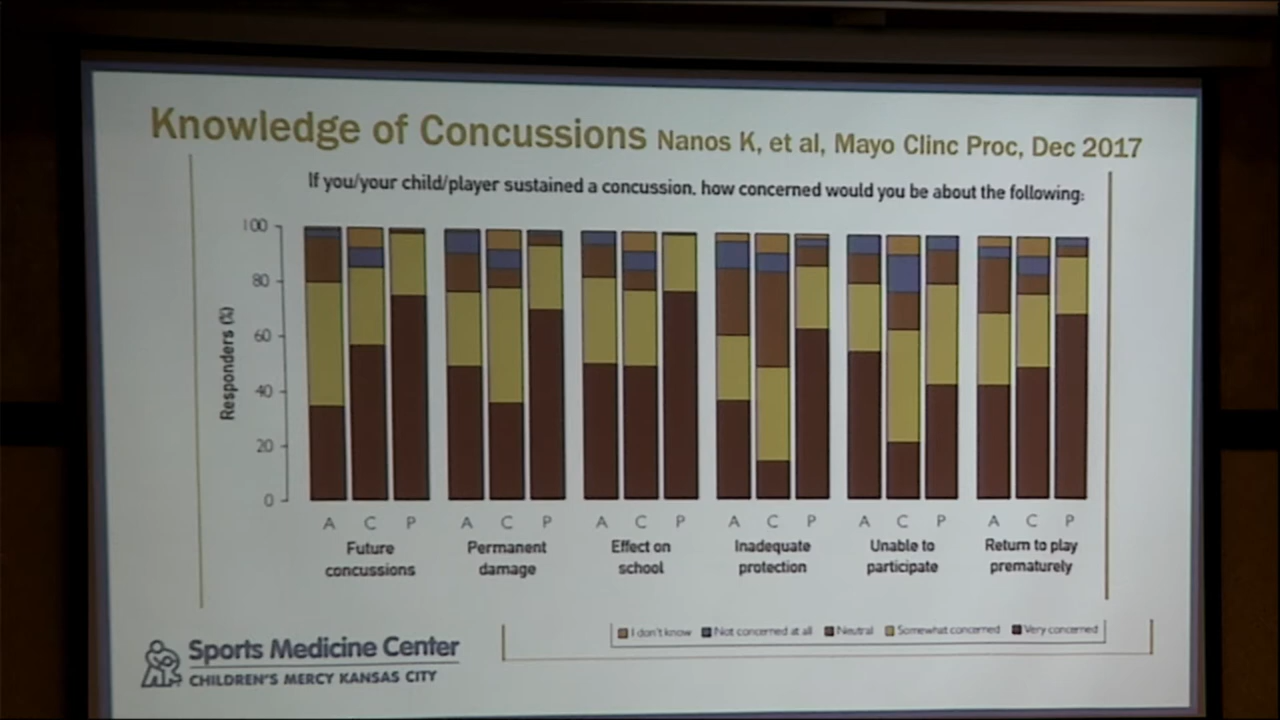 Knowledge of Concussions Nanos K, et al, Mayo Clinc Proc, Dec 2017
If you/your child/player sustained a concussion, how concerned would you be about the following:
Responders (%)
100
80
60
40
20
0
A C P A C P A C P A C P A C P A C P
Future concussions
Permanent damage
Effect on school
Inadequate protection
Unable to participate
Return to play prematurely
I don't know Not concerned at all Neutral Somewhat concerned Very concerned
Sports Medicine Center
CHILDREN'S MERCY KANSAS CITY